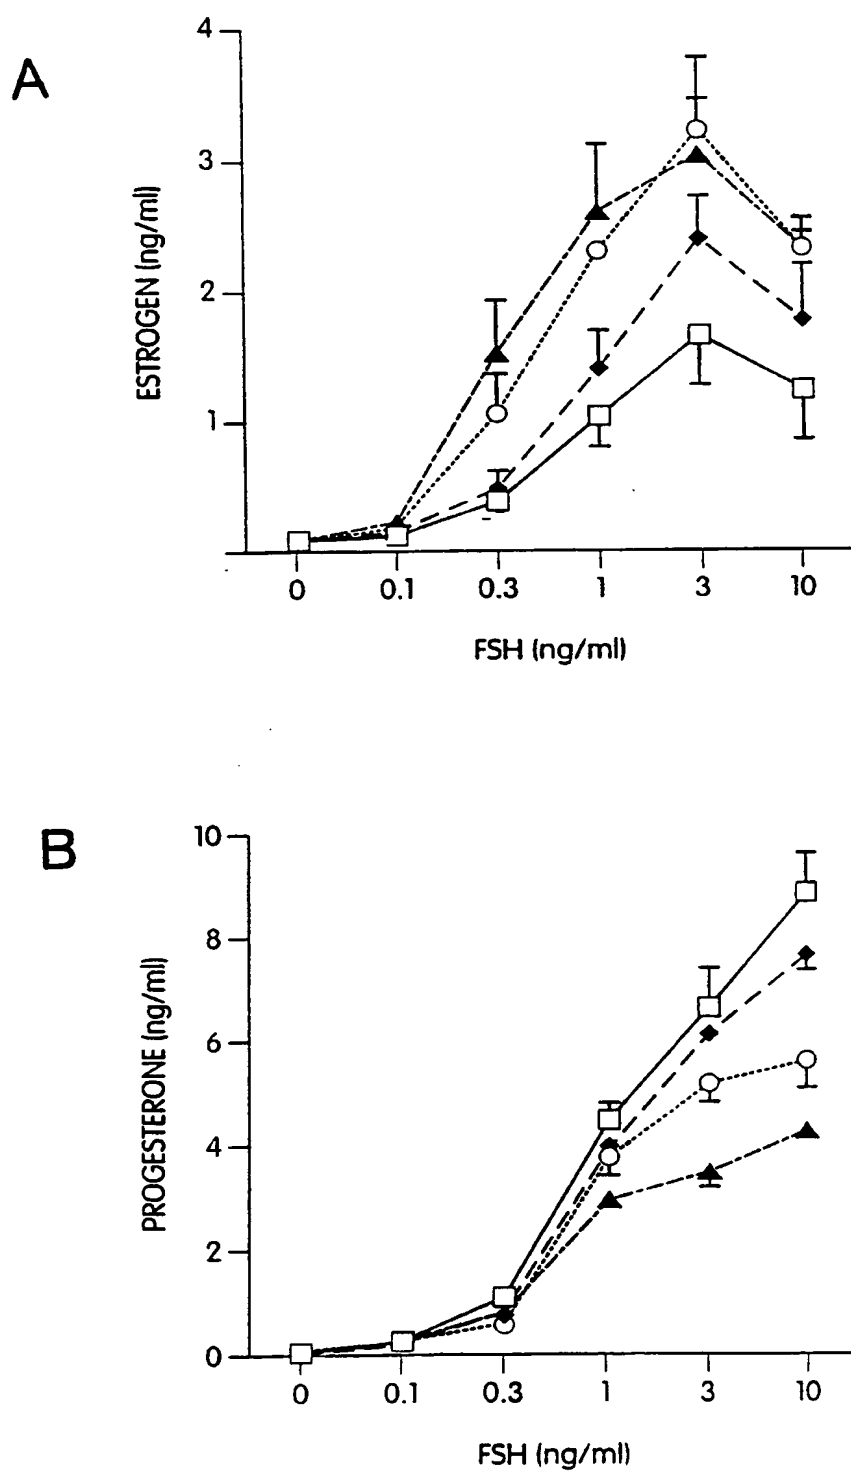 A
4
3
2
1
ESTROGEN (ng/ml)
0 0.1 0.3 1 3 10
FSH (ng/ml)
B
10
8
6
4
2
0
PROGESTERONE (ng/ml)
0 0.1 0.3 1 3 10
FSH (ng/ml)